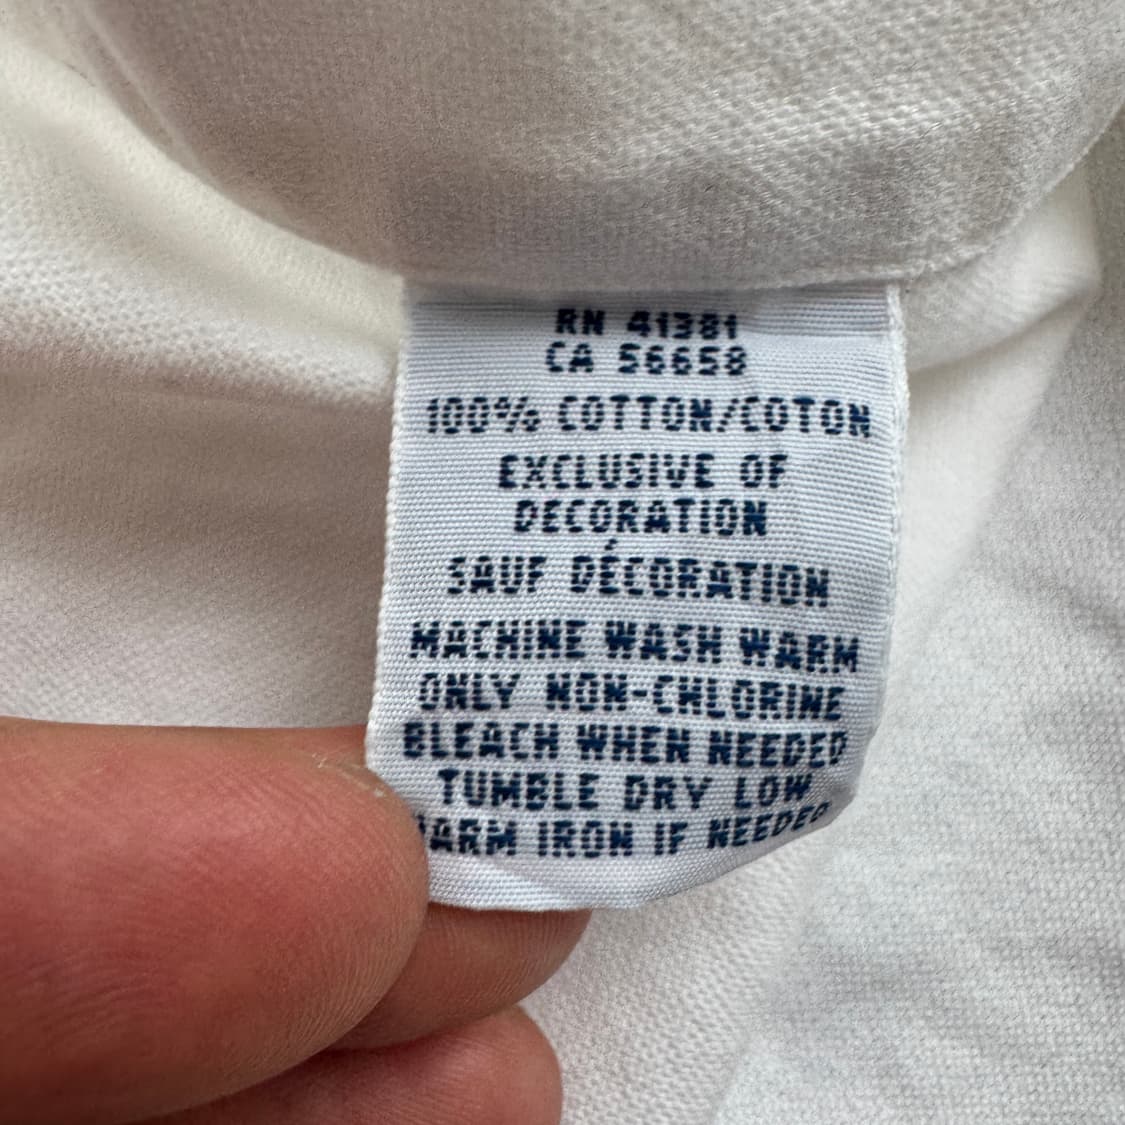 RN 41381
CA 56658
100% COTTON/COTON
EXCLUSIVE OF
DECORATION
SAUF DÉCORATION
MACHINE WASH WARM
ONLY NON-CHLORINE
BLEACH WHEN NEEDED
TUMBLE DRY LOW
WARM IRON IF NEEDED